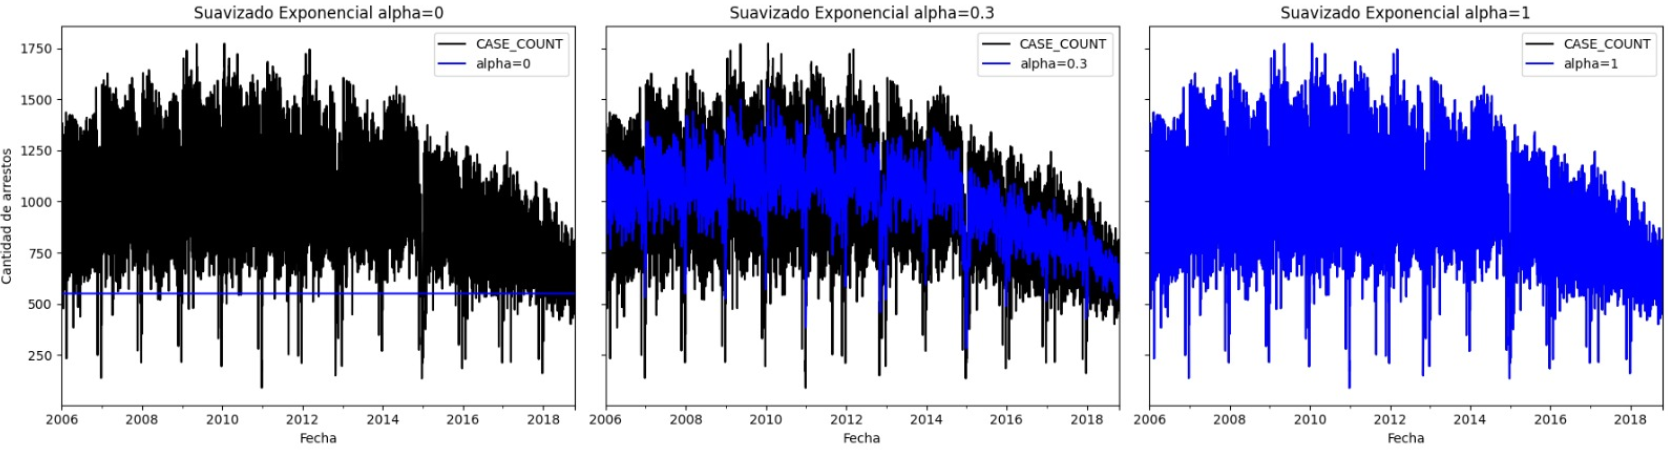 Suavizado Exponencial alpha=0
Suavizado Exponencial alpha=0.3
Suavizado Exponencial alpha=1
CASE_COUNT
alpha=0
CASE_COUNT
alpha=0.3
CASE_COUNT
alpha=1
Cantidad de arrestos
1750
1500
1250
1000
750
500
250
2006 2008 2010 2012 2014 2016 2018
2006 2008 2010 2012 2014 2016 2018
2006 2008 2010 2012 2014 2016 2018
Fecha
Fecha
Fecha